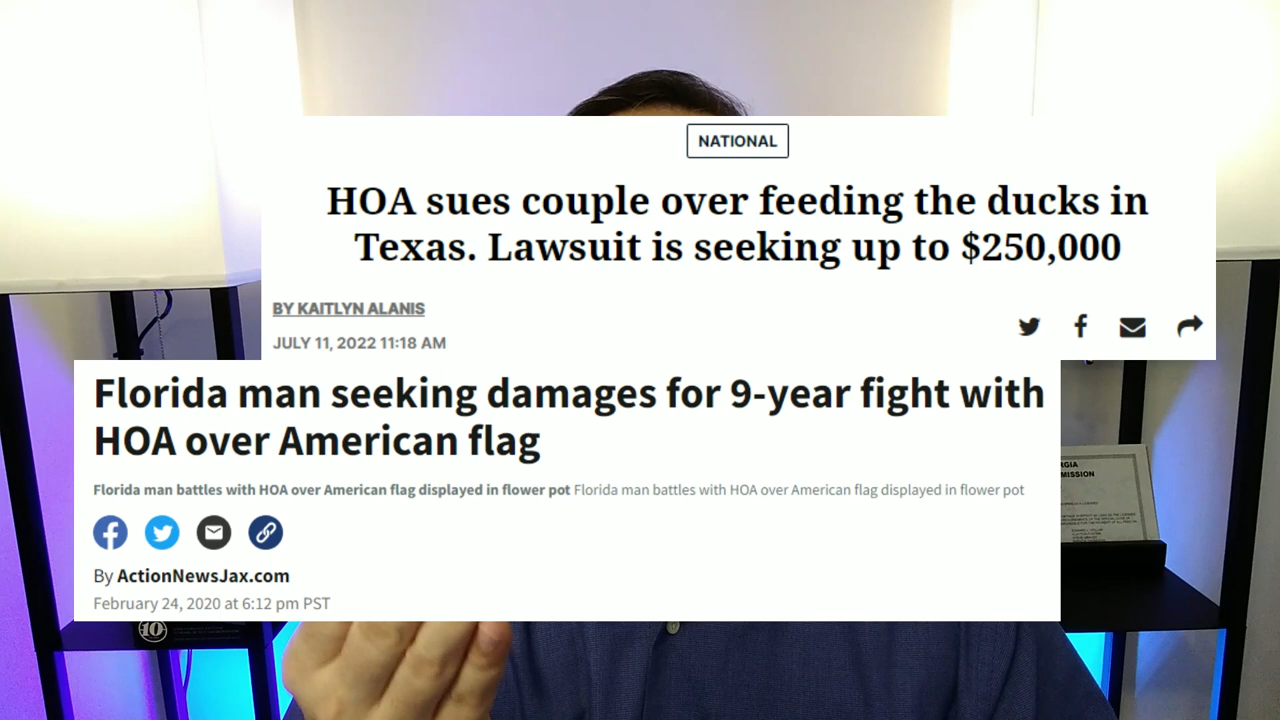 NATIONAL
HOA sues couple over feeding the ducks in
Texas. Lawsuit is seeking up to $250,000
BY KAITLYN ALANIS
JULY 11, 2022 11:18 AM
Florida man seeking damages for 9-year fight with
HOA over American flag
Florida man battles with HOA over American flag displayed in flower pot Florida man battles with HOA over American flag displayed in flower pot
By ActionNewsJax.com
February 24, 2020 at 6:12 pm PST
RGIA
MISSION
10